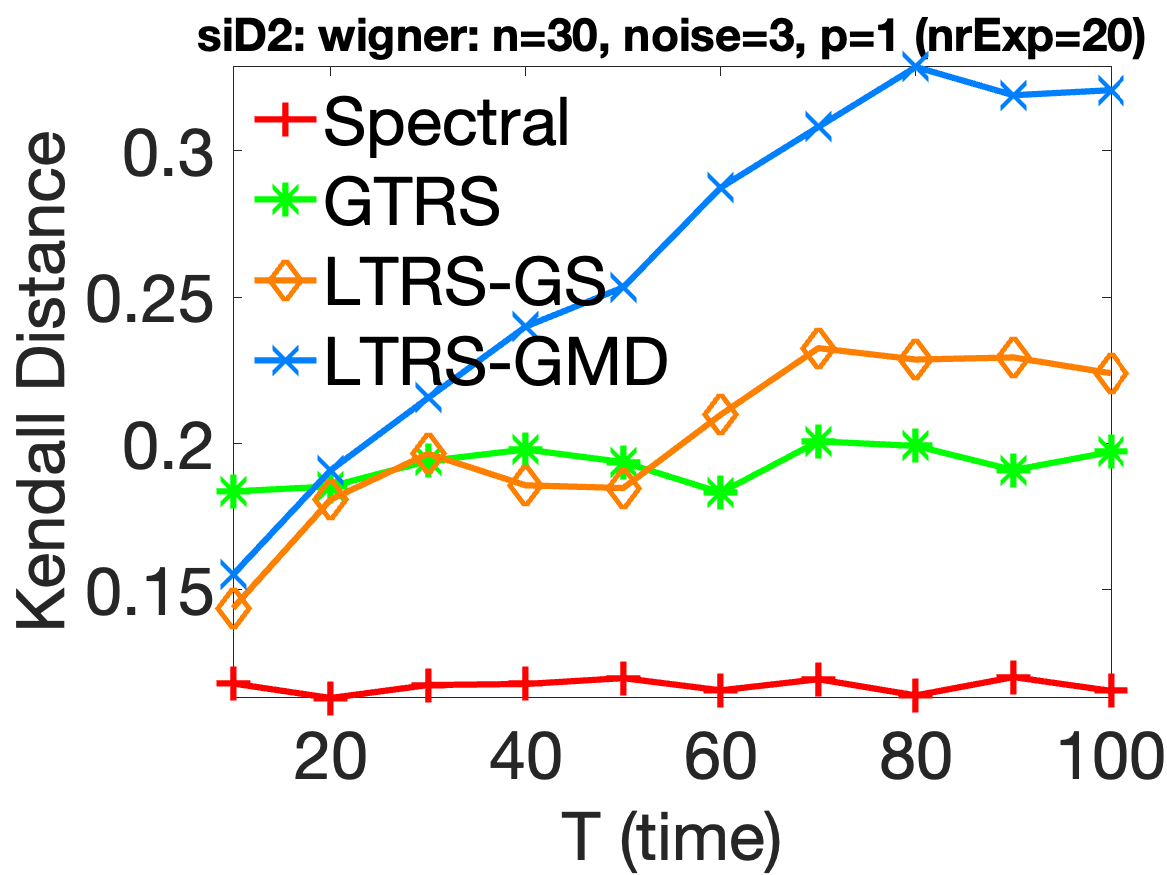 siD2: wigner: n=30, noise=3, p=1 (nrExp=20)
Spectral
GTRS
LTRS-GS
LTRS-GMD
Kendall Distance
0.3
0.25
0.2
0.15
20 40 60 80 100
T (time)